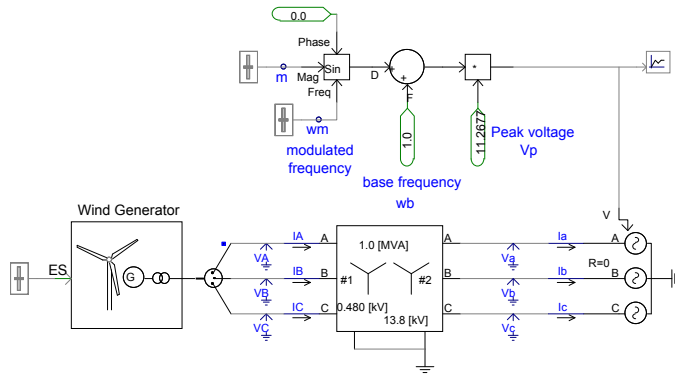 0.0
Phase
m
Mag
Sin
Freq
D
+
+
F
*
wm
modulated
frequency
1.0
base frequency
wb
11.2677
Peak voltage
Vp
Wind Generator
ES
G
IA
A
VA
IB
B
VB
IC
C
VC
1.0 [MVA]
#1
#2
0.480 [kV]
13.8 [kV]
A
B
C
Va
Ia
Vb
Ib
Vc
Ic
V
A
R=0
B
C